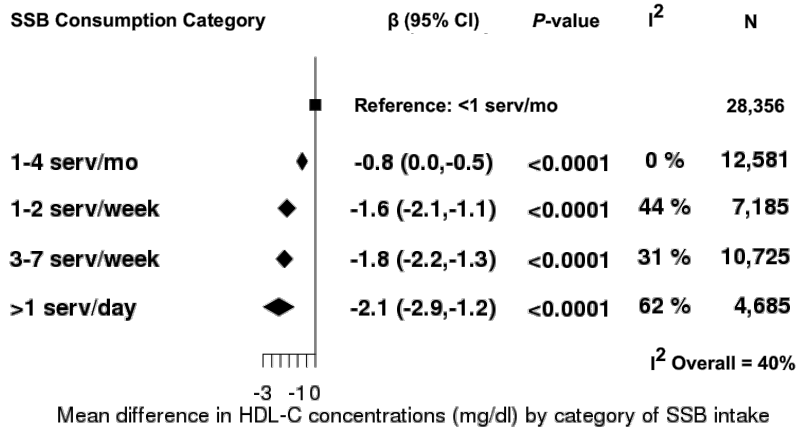 SSB Consumption Category β (95% CI) P-value I² N
Reference: <1 serv/mo 28,356
1-4 serv/mo -0.8 (0.0,-0.5) <0.0001 0 % 12,581
1-2 serv/week -1.6 (-2.1,-1.1) <0.0001 44 % 7,185
3-7 serv/week -1.8 (-2.2,-1.3) <0.0001 31 % 10,725
>1 serv/day -2.1 (-2.9,-1.2) <0.0001 62 % 4,685
I² Overall = 40%
-3 -1 0
Mean difference in HDL-C concentrations (mg/dl) by category of SSB intake